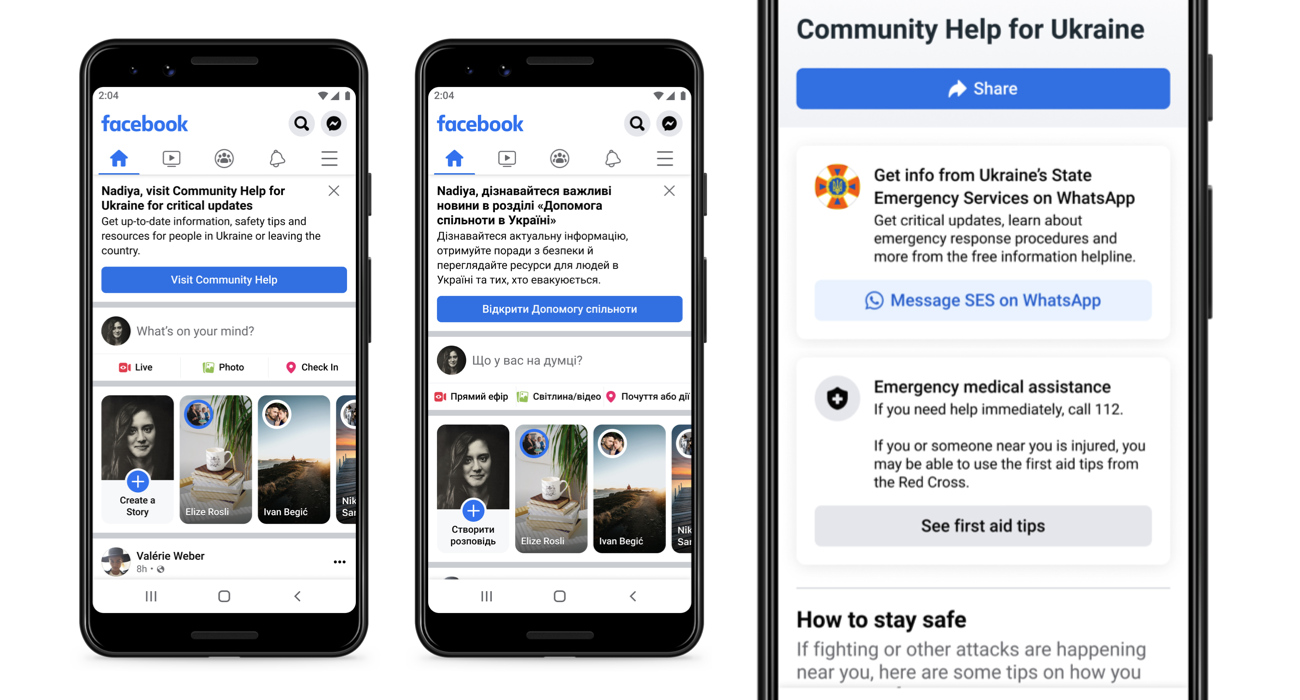 2:04
facebook
Nadiya, visit Community Help for
Ukraine for critical updates
Get up-to-date information, safety tips and
resources for people in Ukraine or leaving the
country.
Visit Community Help
What's on your mind?
Live
Photo
Check In
Create a
Story
Elize Rosli
Ivan Begić
Nik
Sar
Valérie Weber
8h
2:04
facebook
Nadiya, дізнавайтеся важливі
новини в розділі «Допомога
спільноти в Україні»
Дізнавайтеся актуальну інформацію,
отримуйте поради з безпеки й
переглядайте ресурси для людей в
Україні та тих, хто евакуюється.
Відкрити Допомогу спільноти
Що у вас на думці?
Прямий ефір
Світлина/відео
Почуття або дії
Створити
розповідь
Elize Rosli
Ivan Begić
Nik
Sar
Community Help for Ukraine
Share
Get info from Ukraine's State
Emergency Services on WhatsApp
Get critical updates, learn about
emergency response procedures and
more from the free information helpline.
Message SES on WhatsApp
Emergency medical assistance
If you need help immediately, call 112.
If you or someone near you is injured, you
may be able to use the first aid tips from
the Red Cross.
See first aid tips
How to stay safe
If fighting or other attacks are happening
near you, here are some tips on how you